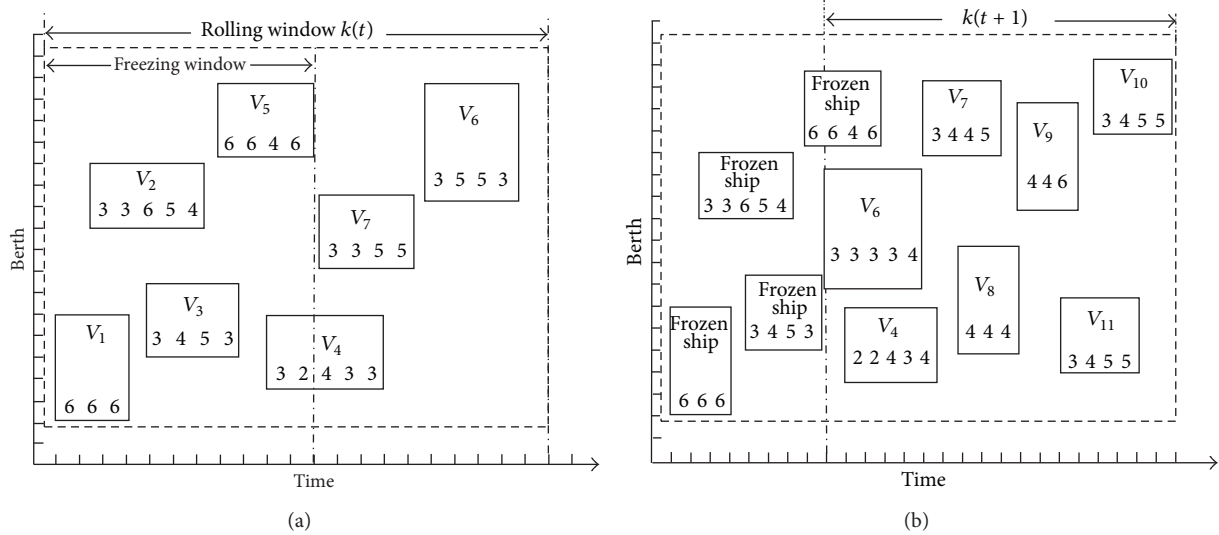 Rolling window k(t)
Freezing window
V5
6 6 4 6
V6
3 5 5 3
V2
3 3 6 5 4
V7
3 3 5 5
V3
3 4 5 3
V1
6 6 6
V4
3 2 4 3 3
Berth
Time
(a)
k(t + 1)
Frozen
ship
6 6 4 6
V7
3 4 4 5
V10
3 4 5 5
V9
4 4 6
Frozen
ship
3 3 6 5 4
V6
3 3 3 3 4
Frozen
ship
3 4 5 3
V8
4 4 4
Frozen
ship
6 6 6
V4
2 2 4 3 4
V11
3 4 5 5
Berth
Time
(b)